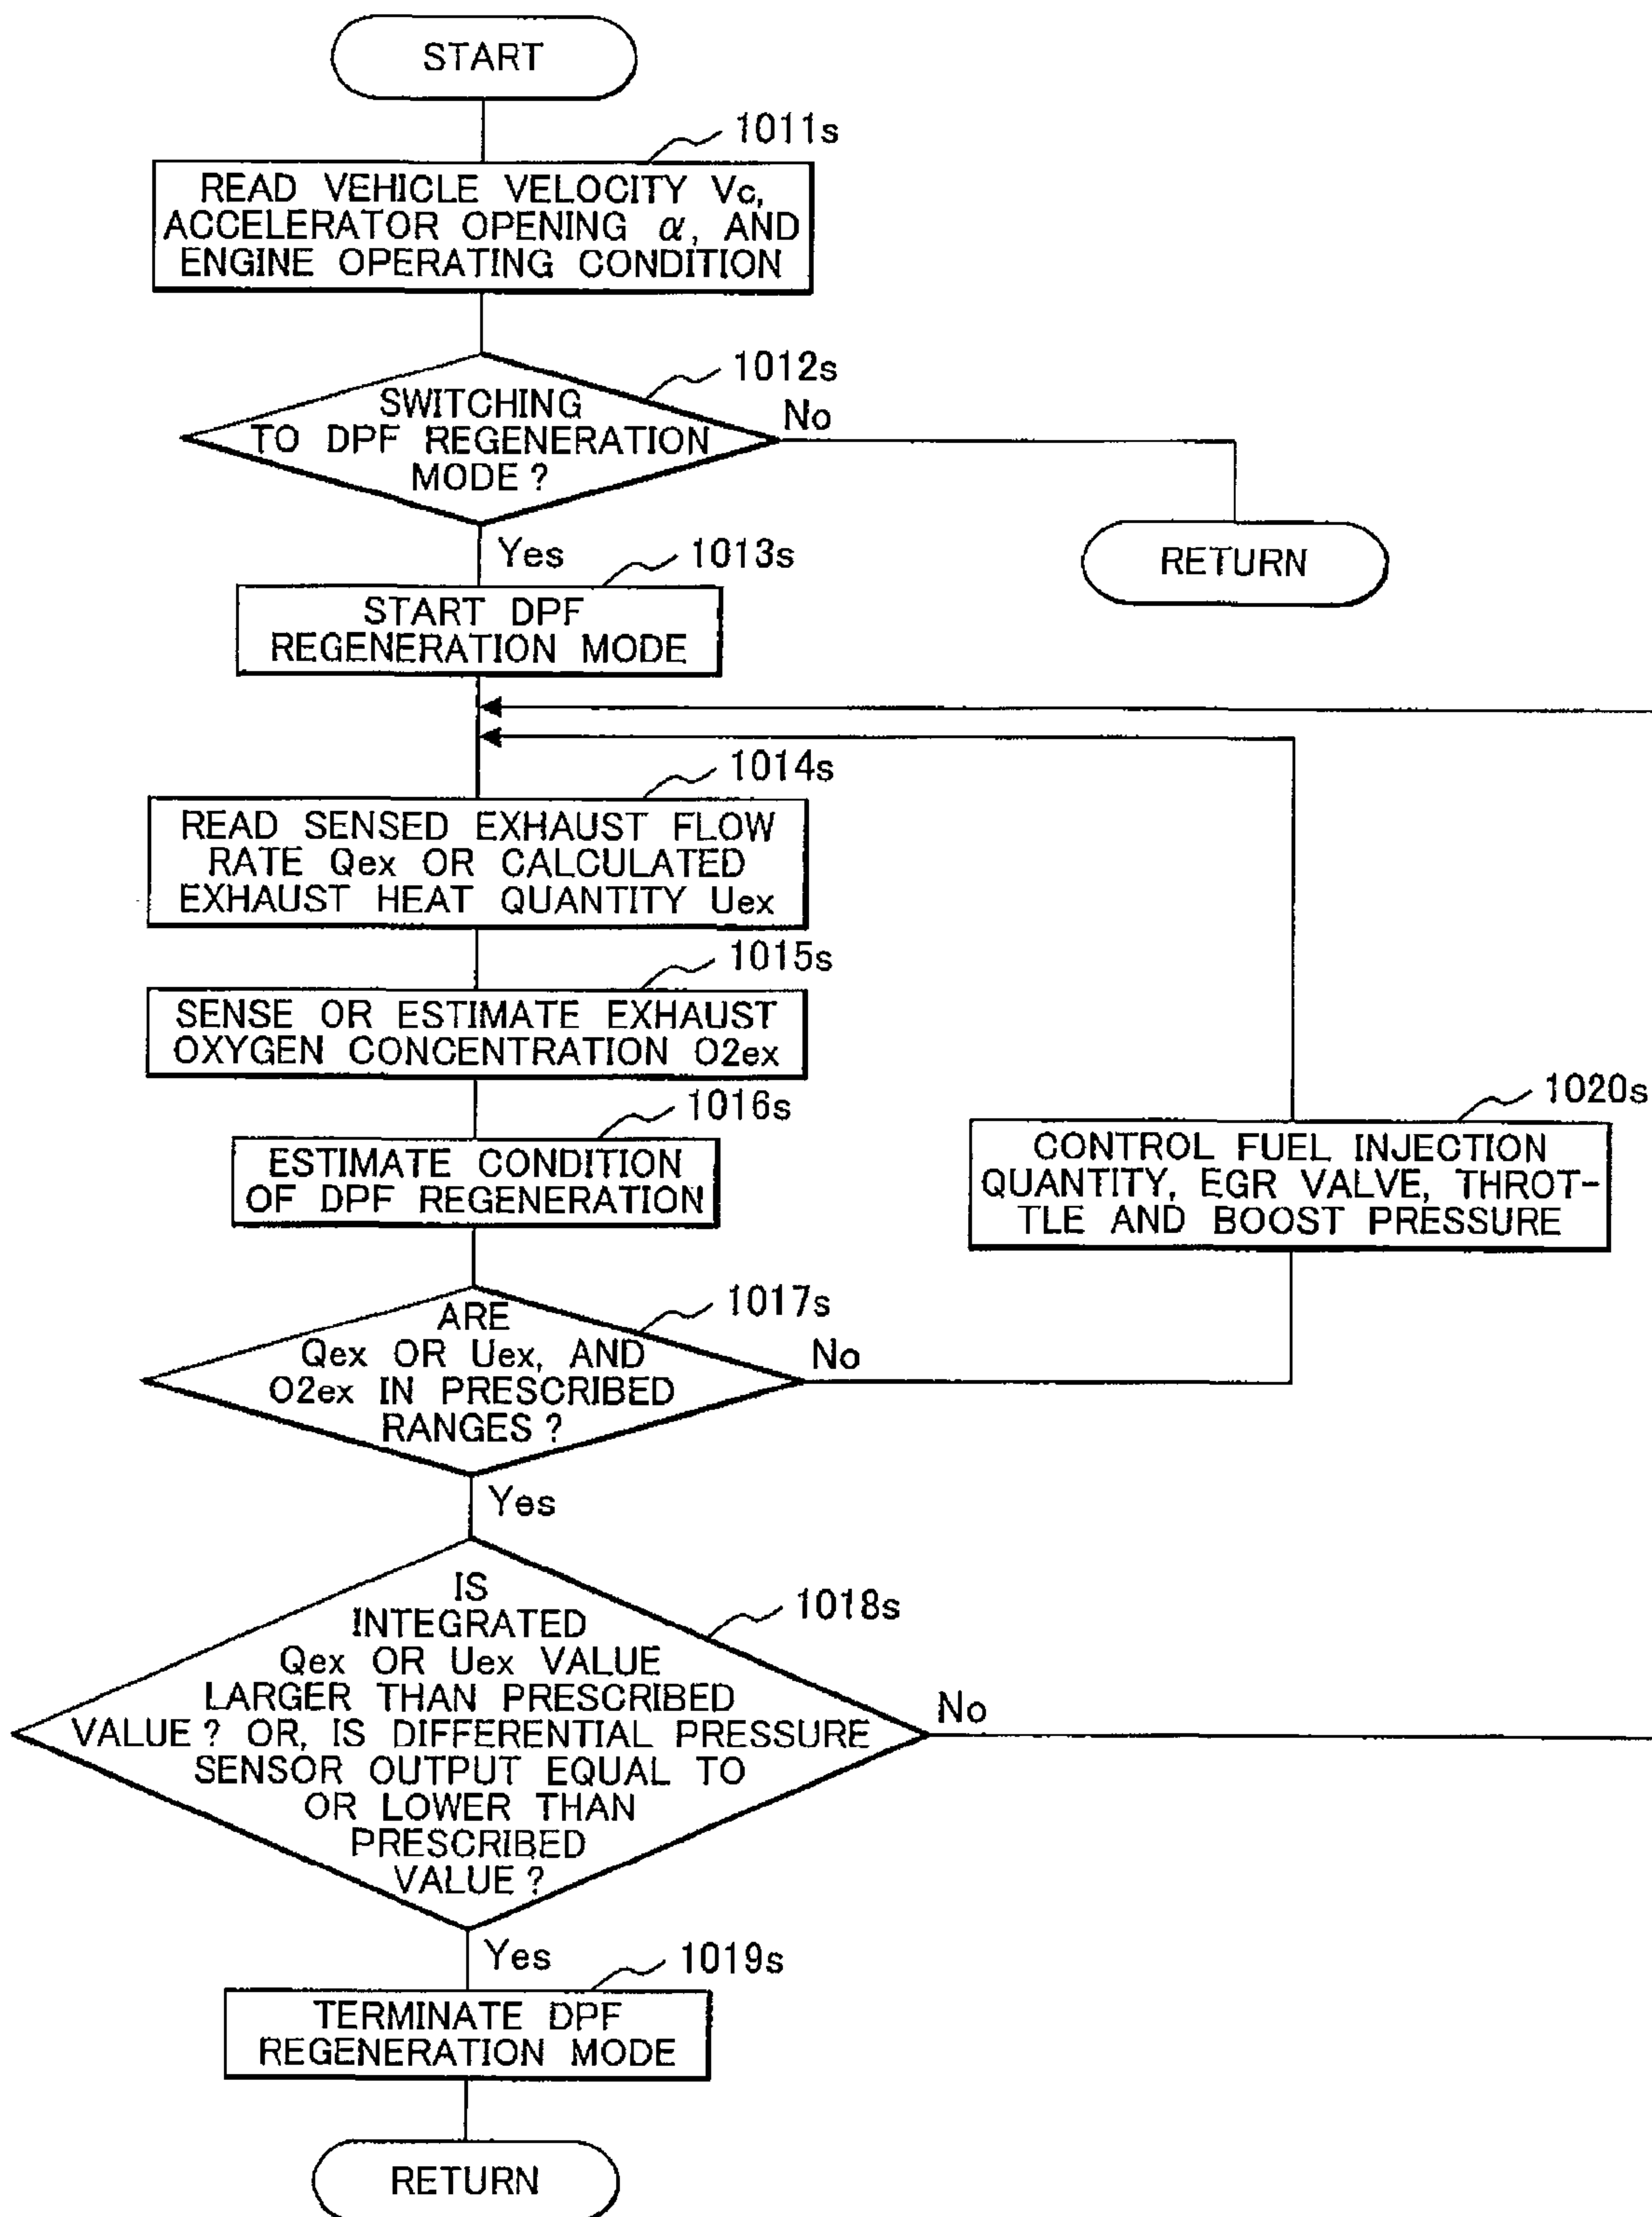 START
1011s
READ VEHICLE VELOCITY Vc,
ACCELERATOR OPENING α, AND
ENGINE OPERATING CONDITION
1012s
SWITCHING
TO DPF REGENERATION
MODE?
No
RETURN
Yes
1013s
START DPF
REGENERATION MODE
1014s
READ SENSED EXHAUST FLOW
RATE Qex OR CALCULATED
EXHAUST HEAT QUANTITY Uex
1015s
SENSE OR ESTIMATE EXHAUST
OXYGEN CONCENTRATION O2ex
1016s
ESTIMATE CONDITION
OF DPF REGENERATION
1020s
CONTROL FUEL INJECTION
QUANTITY, EGR VALVE, THROT-
TLE AND BOOST PRESSURE
1017s
ARE
Qex OR Uex, AND
O2ex IN PRESCRIBED
RANGES?
No
Yes
1018s
IS
INTEGRATED
Qex OR Uex VALUE
LARGER THAN PRESCRIBED
VALUE? OR, IS DIFFERENTIAL PRESSURE
SENSOR OUTPUT EQUAL TO
OR LOWER THAN
PRESCRIBED
VALUE?
No
Yes
1019s
TERMINATE DPF
REGENERATION MODE
RETURN